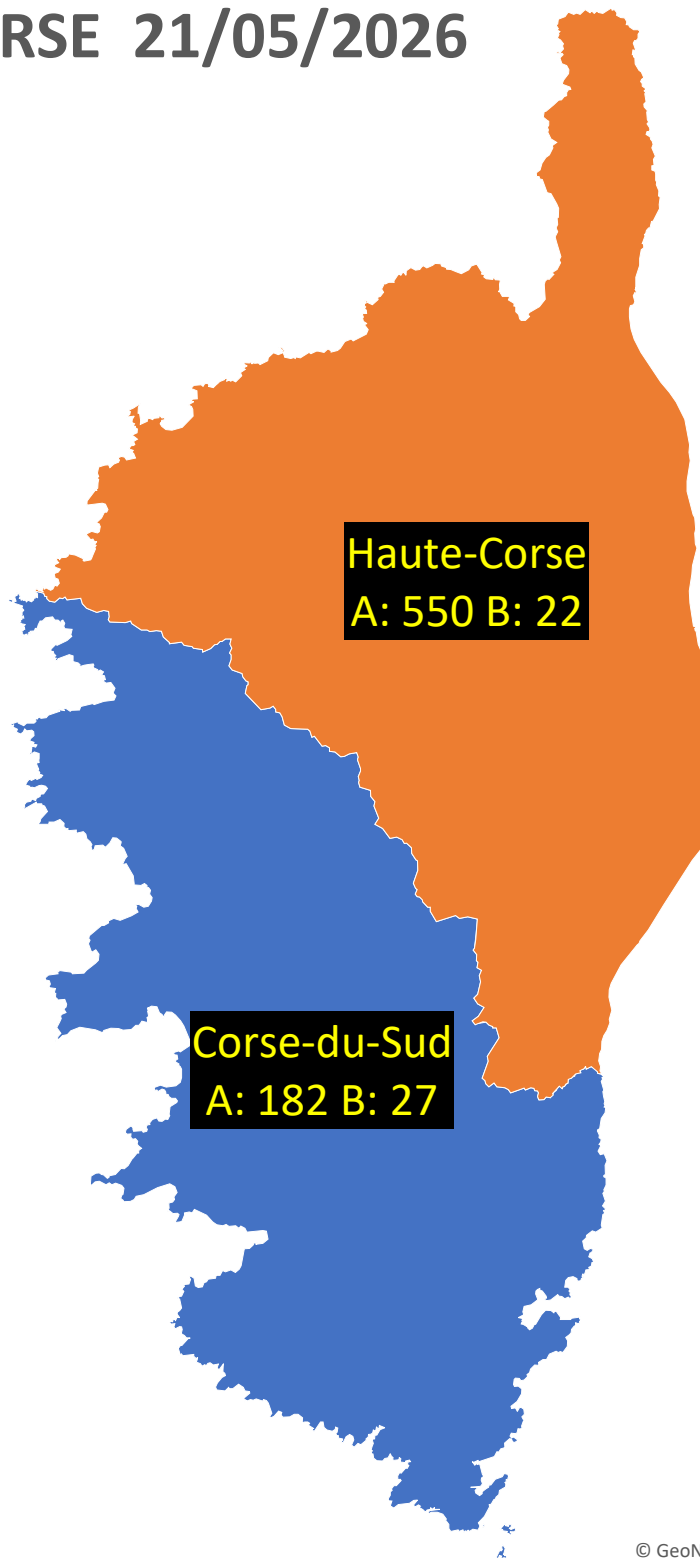 RSE 21/05/2026
Haute-Corse
A: 550 B: 22
Corse-du-Sud
A: 182 B: 27
© GeoN